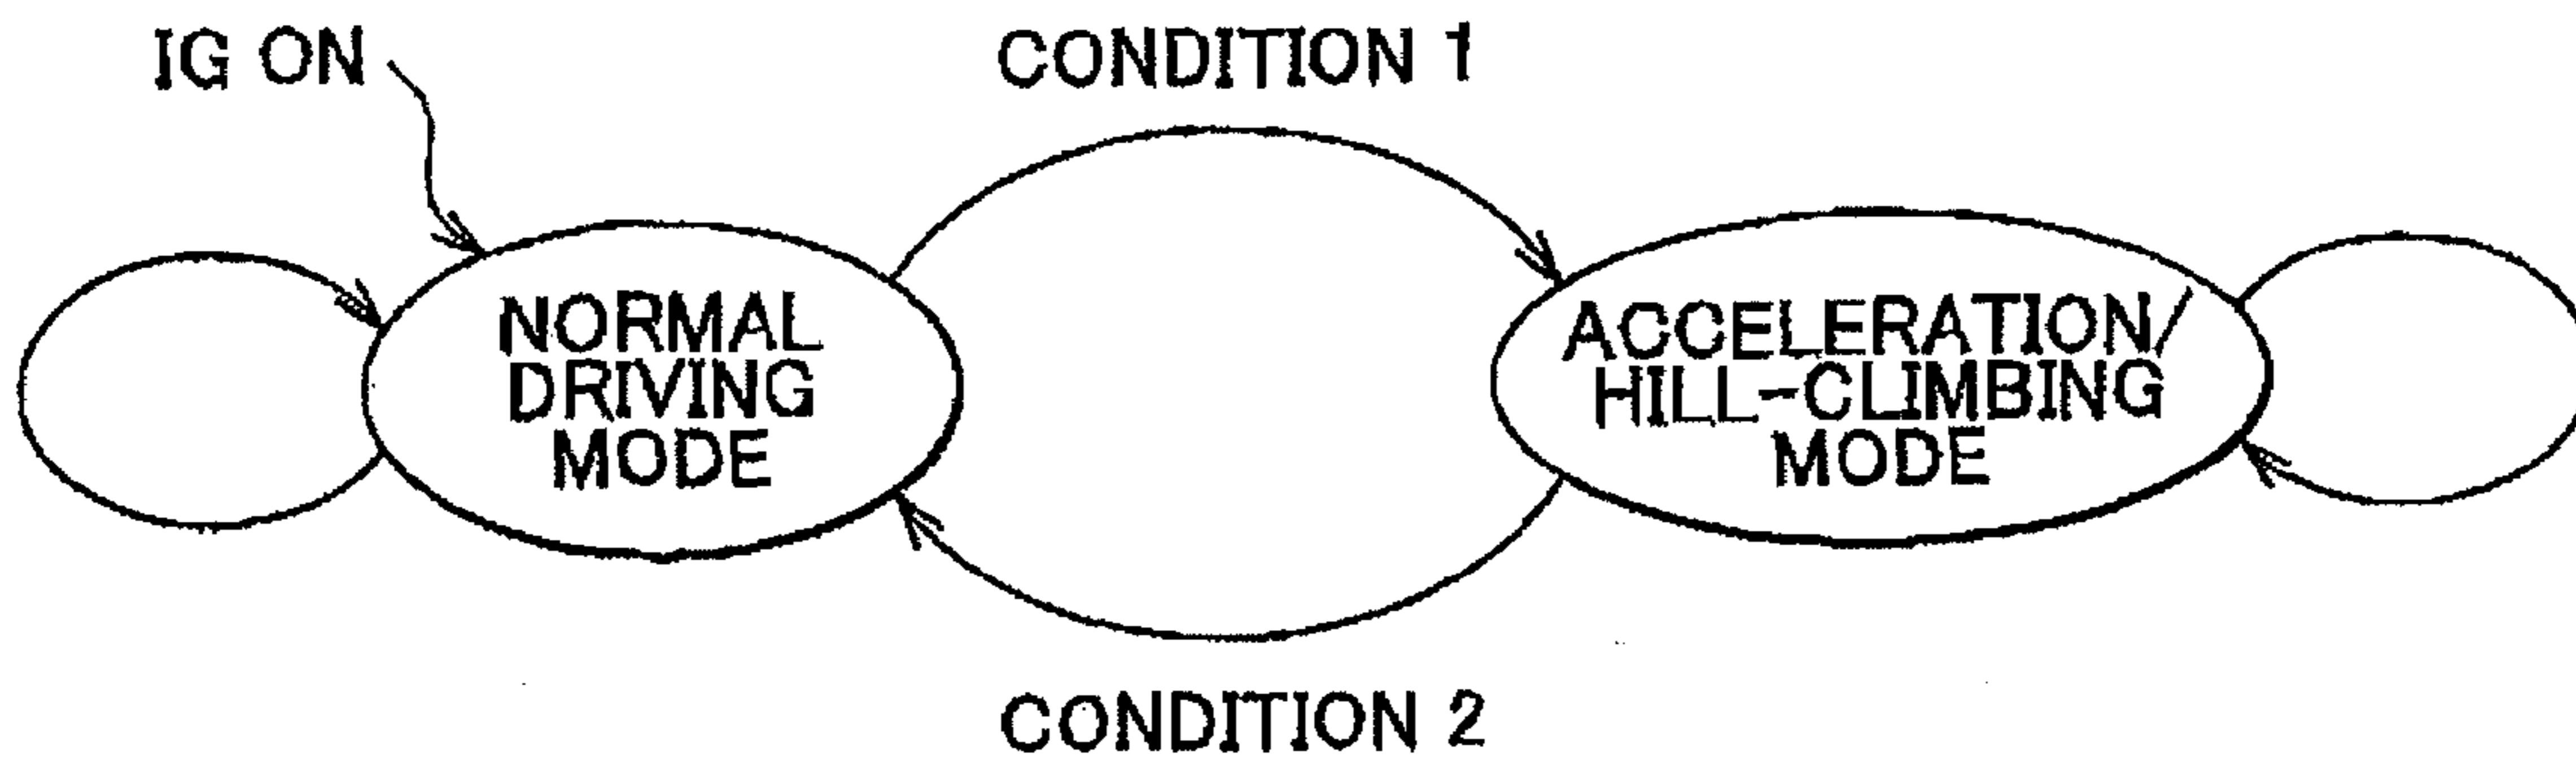 IG ON
CONDITION 1
NORMAL
DRIVING
MODE
ACCELERATION/
HILL-CLIMBING
MODE
CONDITION 2